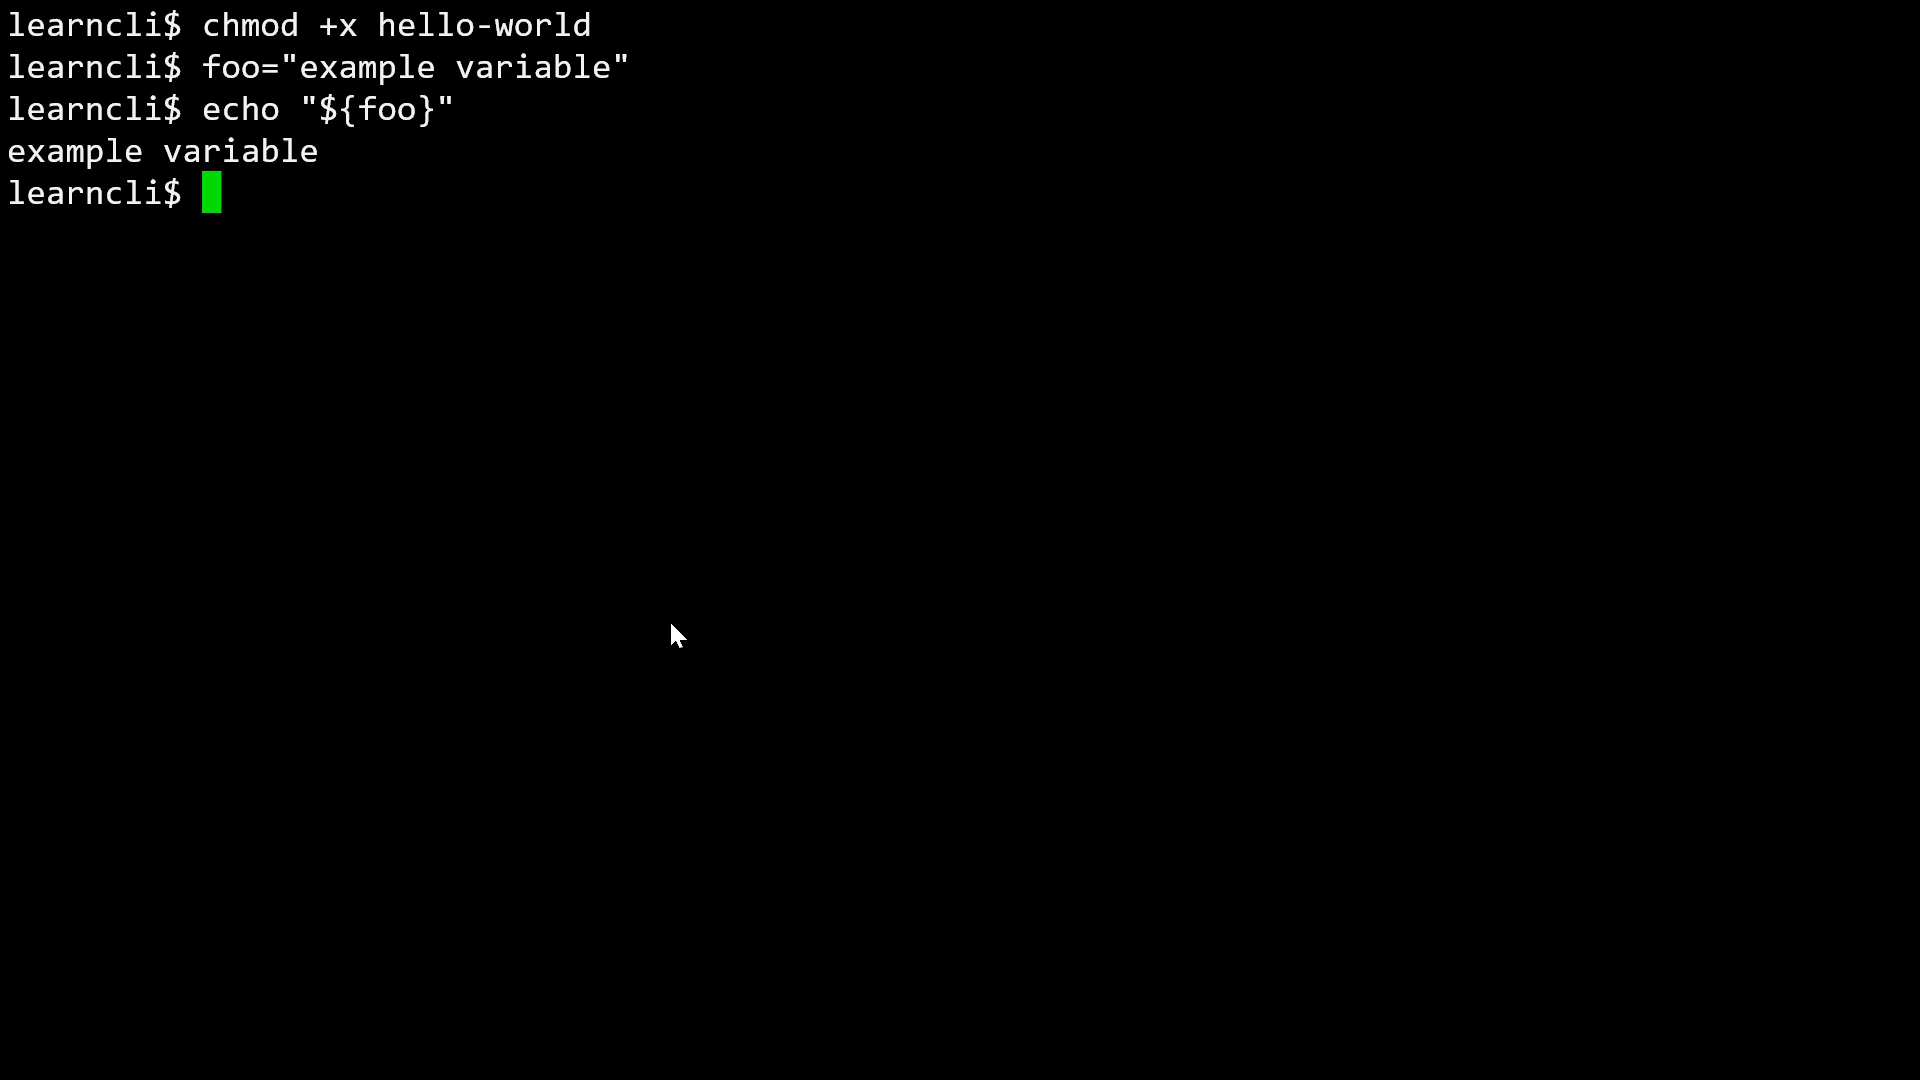 learncli$ chmod +x hello-world
learncli$ foo="example variable"
learncli$ echo "${foo}"
example variable
learncli$